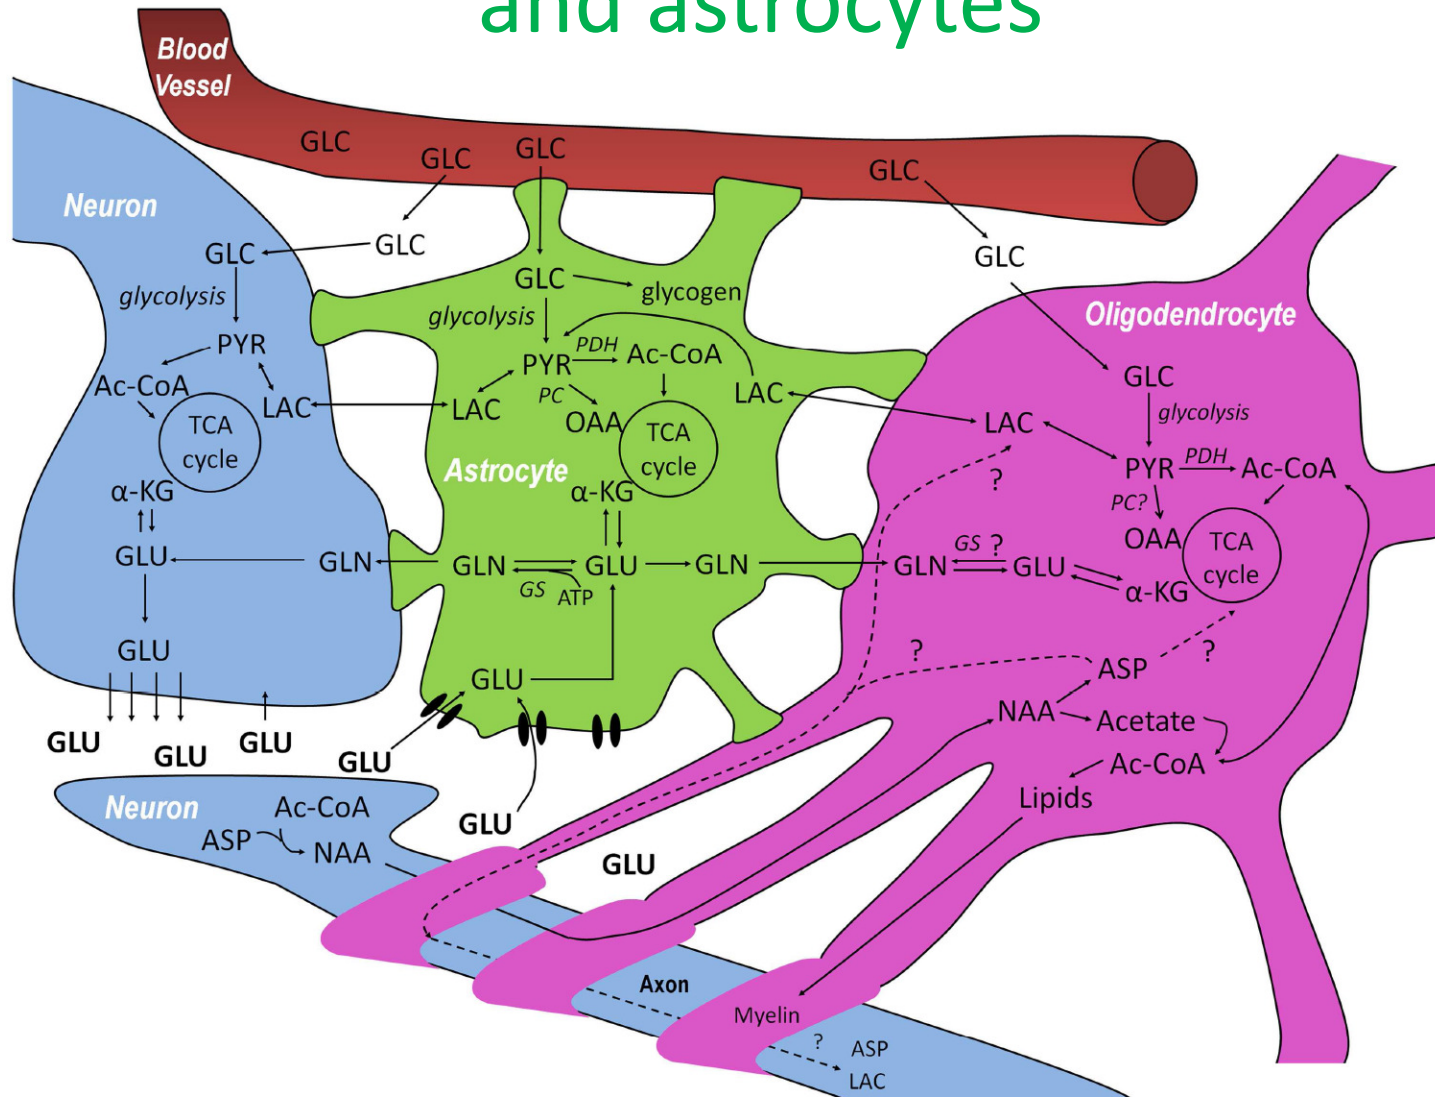 and astrocytes
Blood
Vessel
GLC
GLC
GLC
GLC
Neuron
GLC
GLC
GLC
glycolysis
PYR
Ac-CoA
LAC
TCA
cycle
α-KG
GLU
GLN
GLU
GLU
GLU
GLU
GLC
glycogen
glycolysis
PYR
PDH
Ac-CoA
LAC
PC
OAA
LAC
TCA
cycle
Astrocyte
α-KG
GLN
GS
ATP
GLU
GLN
GLU
GLU
GLU
GLU
Oligodendrocyte
GLC
glycolysis
LAC
PYR
PDH
Ac-CoA
PC?
OAA
TCA
cycle
?
GLN
GS ?
GLU
α-KG
?
ASP
?
NAA
Acetate
Ac-CoA
Lipids
Neuron
Ac-CoA
ASP
NAA
Axon
Myelin
?
ASP
LAC